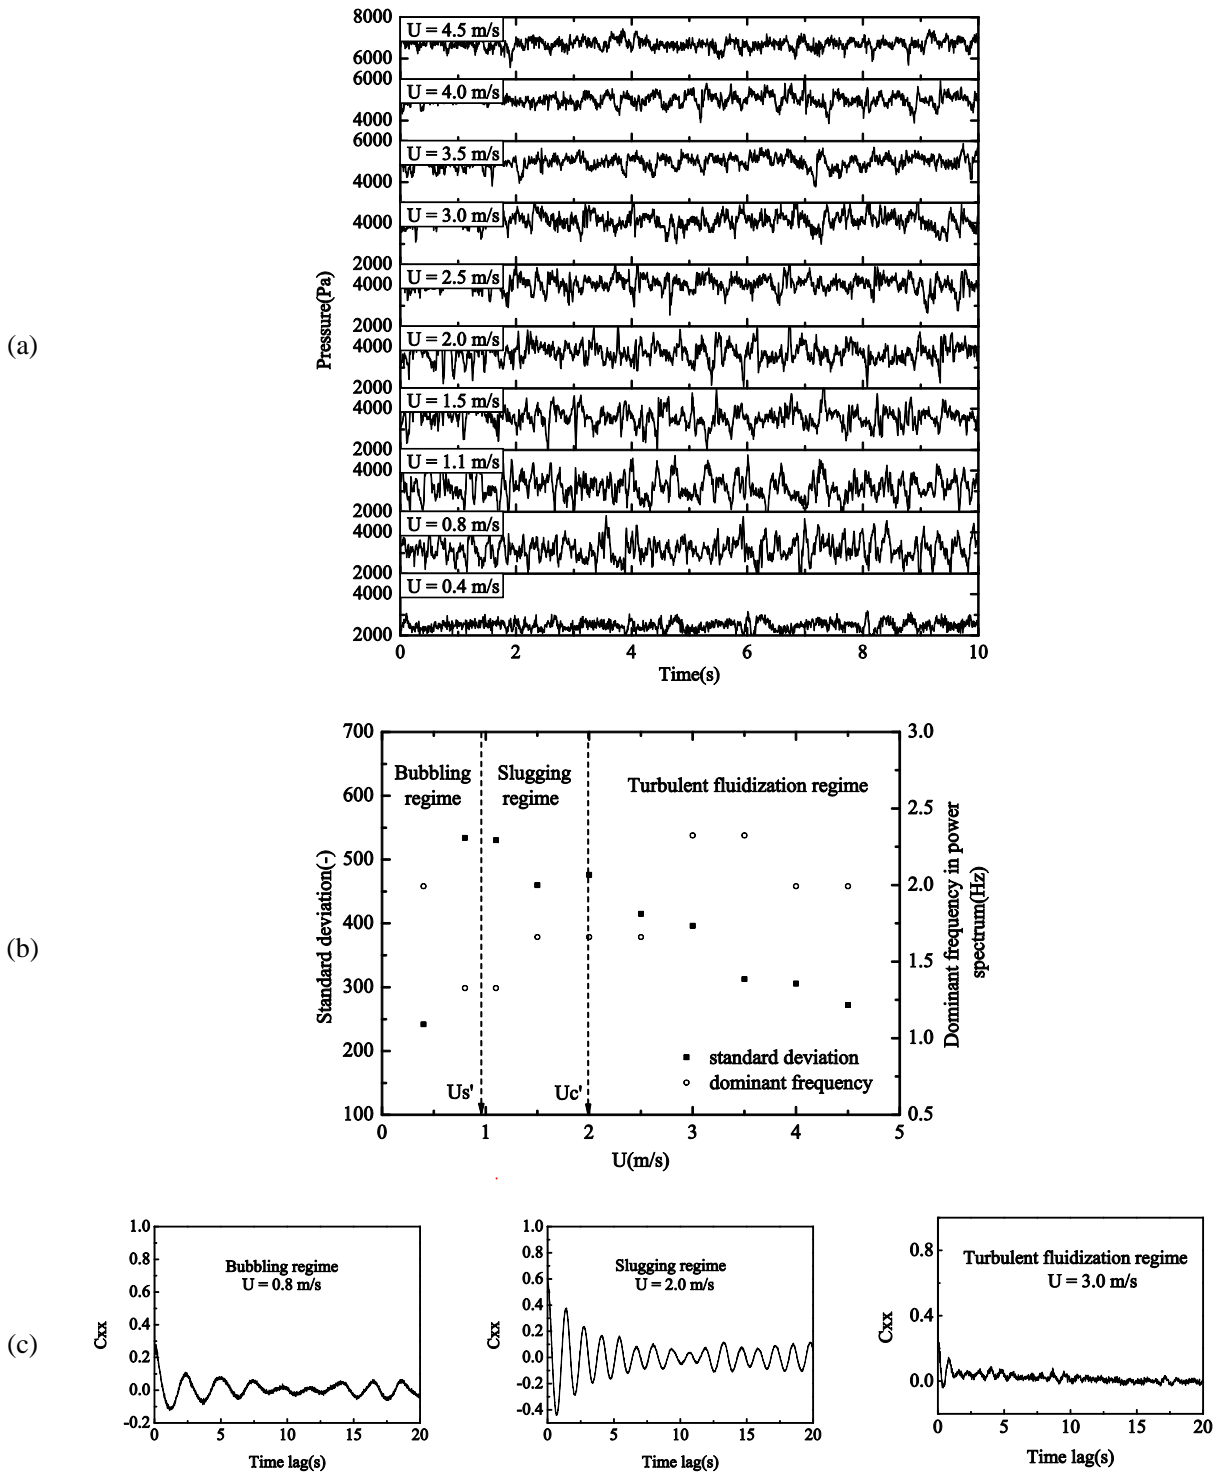 (a)
Pressure(Pa)
8000
U = 4.5 m/s
6000
6000
U = 4.0 m/s
4000
6000
U = 3.5 m/s
4000
U = 3.0 m/s
4000
2000
U = 2.5 m/s
4000
2000
U = 2.0 m/s
4000
2000
U = 1.5 m/s
4000
2000
U = 1.1 m/s
4000
2000
U = 0.8 m/s
4000
2000
U = 0.4 m/s
4000
2000
0 2 4 6 8 10
Time(s)
(b)
Standard deviation(-)
700
600
500
400
300
200
100
Bubbling
regime
Slugging
regime
Turbulent fluidization regime
standard deviation
dominant frequency
Us'
Uc'
3.0
2.5
2.0
1.5
1.0
0.5
Dominant frequency in power
spectrum(Hz)
0 1 2 3 4 5
U(m/s)
(c)
Cxx
1.0
0.8
0.6
0.4
0.2
0.0
-0.2
Bubbling regime
U = 0.8 m/s
0 5 10 15 20
Time lag(s)
Cxx
1.0
0.8
0.6
0.4
0.2
0.0
-0.2
-0.4
Slugging regime
U = 2.0 m/s
0 5 10 15 20
Time lag(s)
Cxx
0.8
0.4
0.0
Turbulent fluidization regime
U = 3.0 m/s
0 5 10 15 20
Time lag(s)